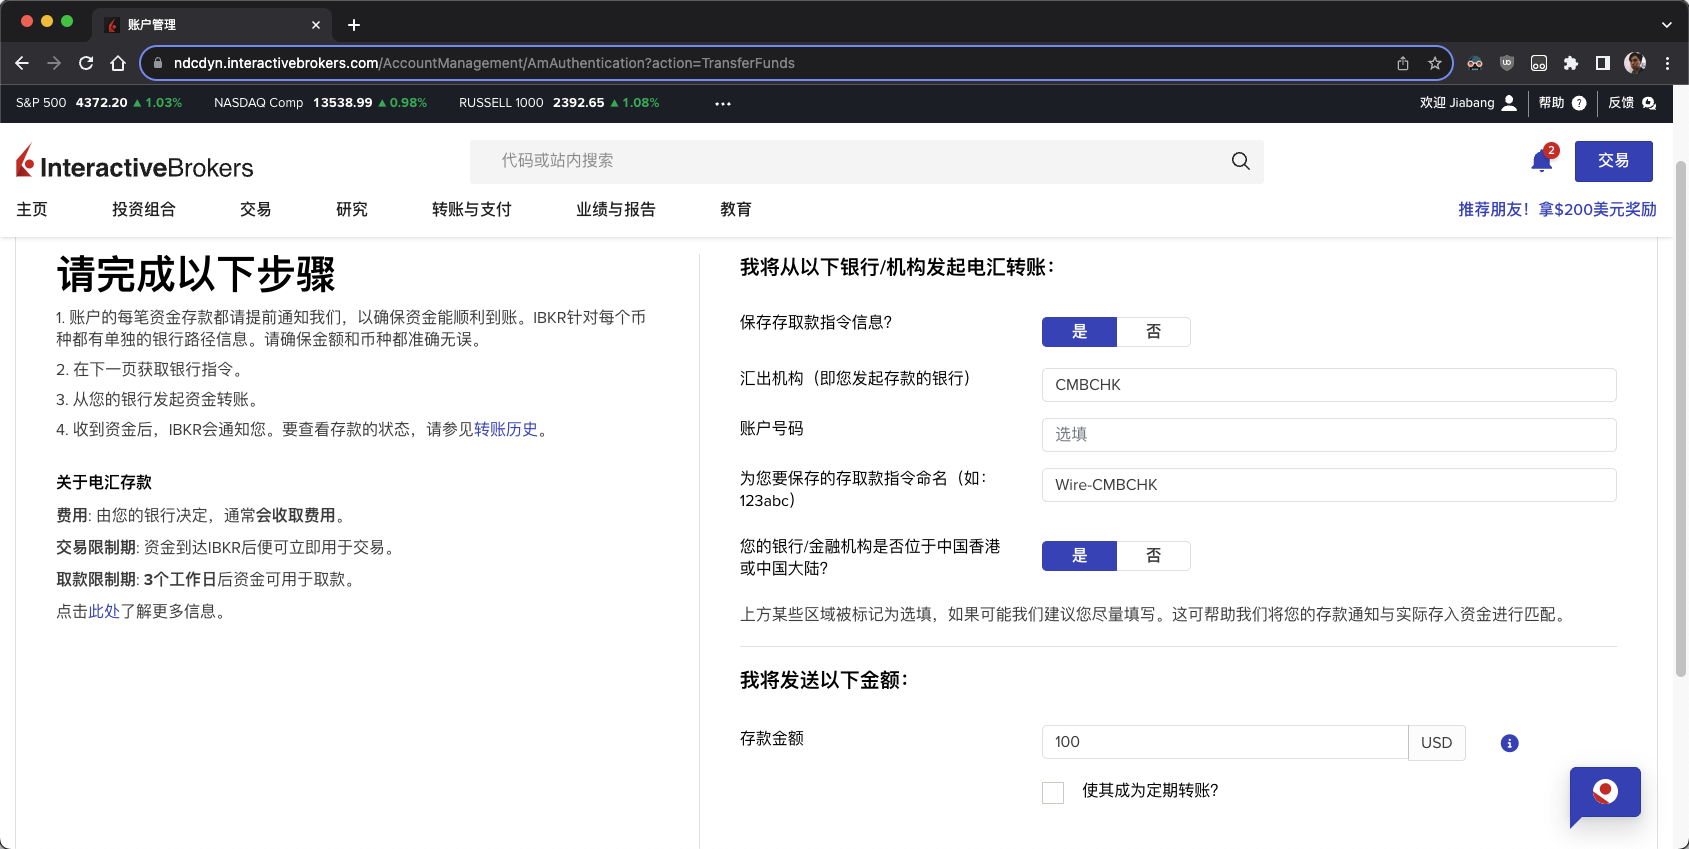 账户管理
ndcdyn.interactivebrokers.com/AccountManagement/AmAuthentication?action=TransferFunds
S&P 500 4372.20 ▲ 1.03% NASDAQ Comp 13538.99 ▲ 0.98% RUSSELL 1000 2392.65 ▲ 1.08% ••• 欢迎 Jiabang 帮助 ? 反馈
InteractiveBrokers 代码或站内搜索 2 交易
主页 投资组合 交易 研究 转账与支付 业绩与报告 教育 推荐朋友！拿$200美元奖励
请完成以下步骤
1. 账户的每笔资金存款都请提前通知我们，以确保资金能顺利到账。IBKR针对每个币
种都有单独的银行路径信息。请确保金额和币种都准确无误。
2. 在下一页获取银行指令。
3. 从您的银行发起资金转账。
4. 收到资金后，IBKR会通知您。要查看存款的状态，请参见转账历史。
关于电汇存款
费用: 由您的银行决定，通常会收取费用。
交易限制期: 资金到达IBKR后便可立即用于交易。
取款限制期: 3个工作日后资金可用于取款。
点击此处了解更多信息。
我将从以下银行/机构发起电汇转账：
保存存取款指令信息? 是 否
汇出机构（即您发起存款的银行） CMBCHK
账户号码 选填
为您要保存的存取款指令命名（如： Wire-CMBCHK
123abc）
您的银行/金融机构是否位于中国香港 是 否
或中国大陆?
上方某些区域被标记为选填，如果可能我们建议您尽量填写。这可帮助我们将您的存款通知与实际存入资金进行匹配。
我将发送以下金额：
存款金额 100 USD i
使其成为定期转账?